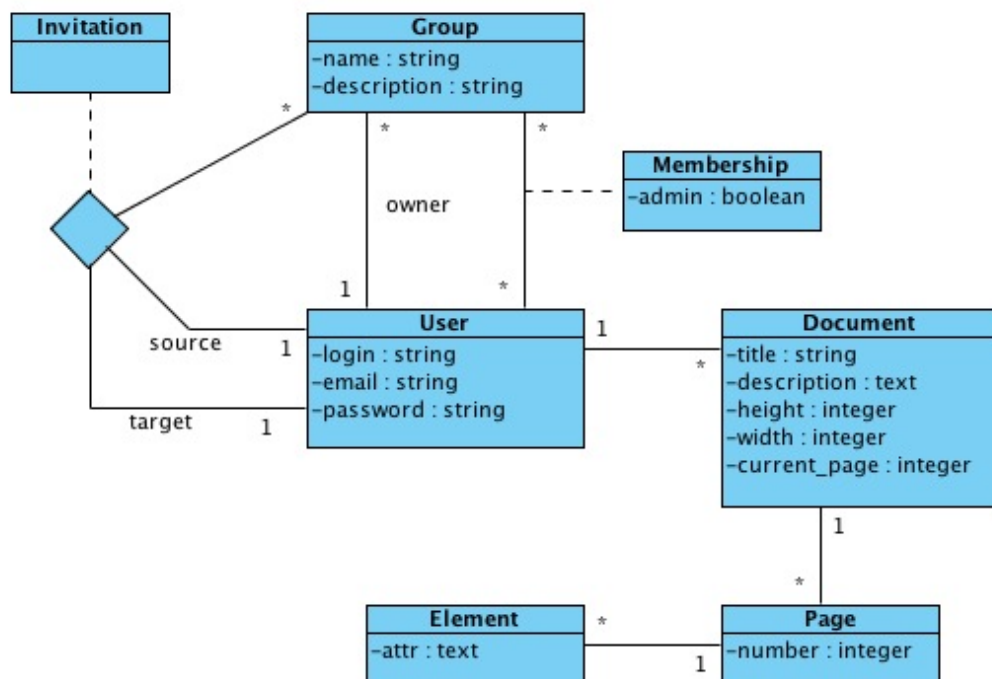 Invitation
Group
-name : string
-description : string
*
*
*
Membership
-admin : boolean
owner
1
*
source
1
target
1
User
-login : string
-email : string
-password : string
1
*
Document
-title : string
-description : text
-height : integer
-width : integer
-current_page : integer
1
*
Element
-attr : text
*
1
Page
-number : integer